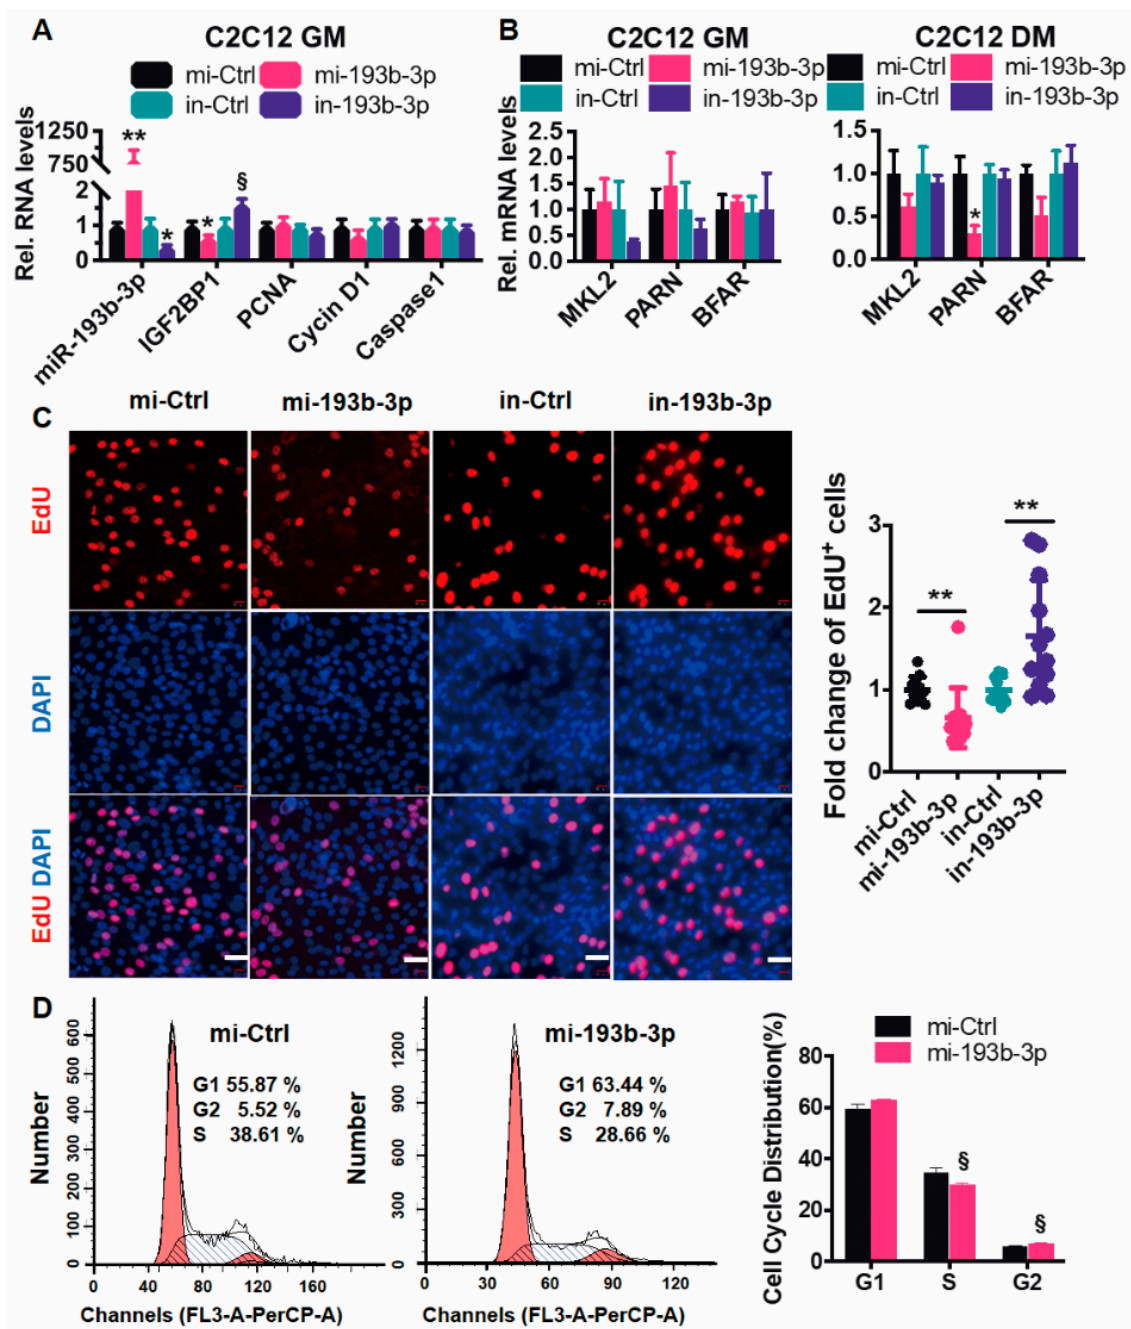 A
C2C12 GM
mi-Ctrl mi-193b-3p
in-Ctrl in-193b-3p
Rel. RNA levels
1250
750
2
1
0
**
*
*
§
miR-193b-3p
IGF2BP1
PCNA
Cycin D1
Caspase1
B
C2C12 GM
mi-Ctrl mi-193b-3p
in-Ctrl in-193b-3p
Rel. mRNA levels
2.5
2.0
1.5
1.0
0.5
0.0
MKL2
PARN
BFAR
C2C12 DM
mi-Ctrl mi-193b-3p
in-Ctrl in-193b-3p
1.5
1.0
0.5
0.0
*
MKL2
PARN
BFAR
C
mi-Ctrl mi-193b-3p in-Ctrl in-193b-3p
EdU
DAPI
EdU DAPI
Fold change of EdU⁺ cells
3
2
1
0
**
**
mi-Ctrl
mi-193b-3p
in-Ctrl
in-193b-3p
D
mi-Ctrl
G1 55.87 %
G2 5.52 %
S 38.61 %
Number
600
500
400
300
200
100
0
0 40 80 120 160
Channels (FL3-A-PerCP-A)
mi-193b-3p
G1 63.44 %
G2 7.89 %
S 28.66 %
Number
1200
900
600
300
0
0 30 60 90 120
Channels (FL3-A-PerCP-A)
mi-Ctrl
mi-193b-3p
Cell Cycle Distribution(%)
80
60
40
20
0
§
§
G1 S G2